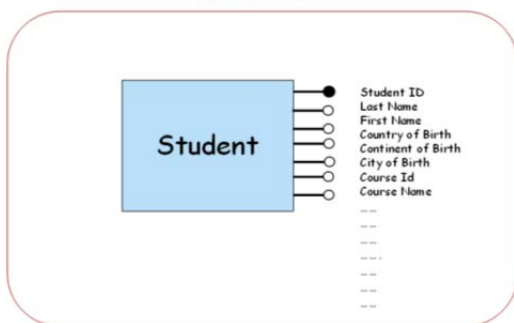 Student
Student ID
Last Name
First Name
Country of Birth
Continent of Birth
City of Birth
Course Id
Course Name
--
--
--
--.
--
--
--